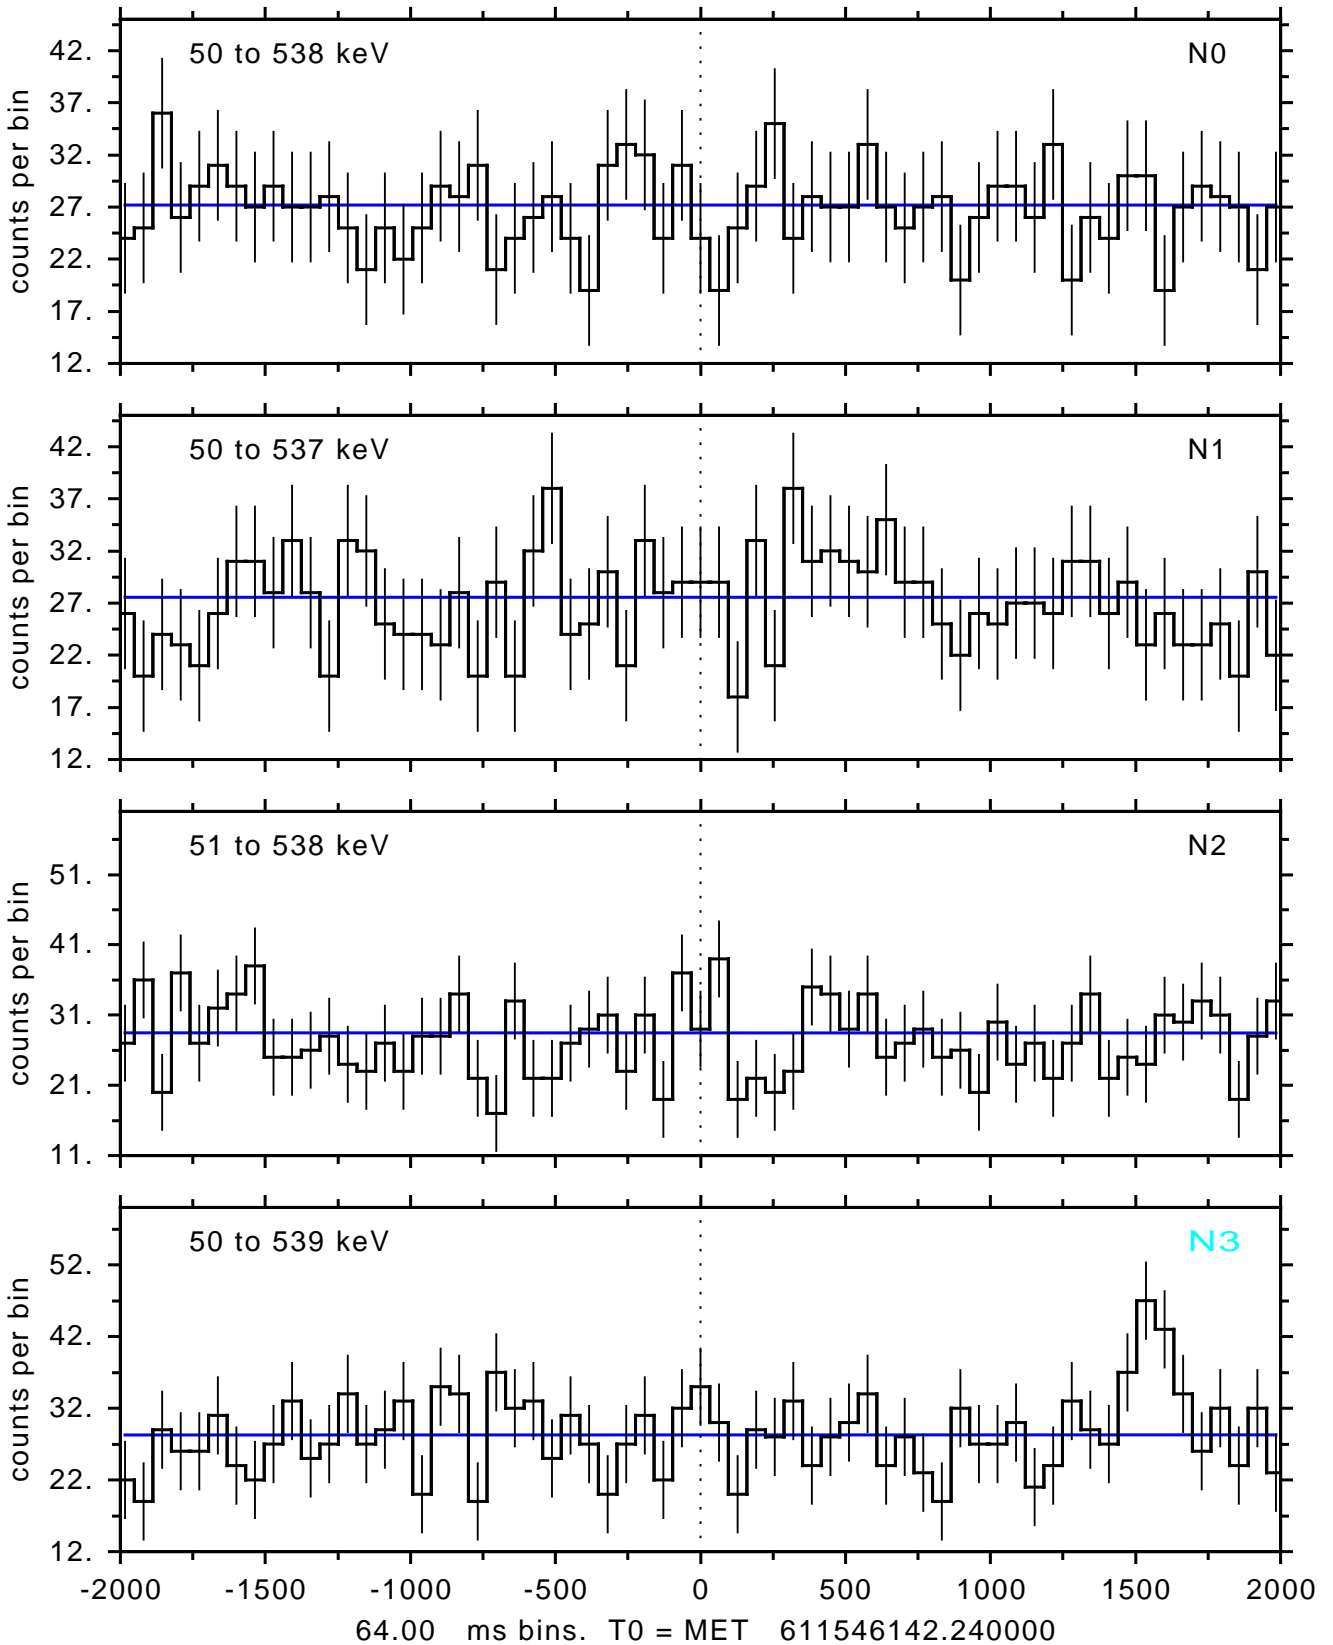 50 to 538 keV N0
42.
37.
32.
27.
22.
17.
12.
counts per bin
50 to 537 keV N1
42.
37.
32.
27.
22.
17.
12.
counts per bin
51 to 538 keV N2
51.
41.
31.
21.
11.
counts per bin
50 to 539 keV N3
52.
42.
32.
22.
12.
counts per bin
-2000 -1500 -1000 -500 0 500 1000 1500 2000
64.00 ms bins. T0 = MET 611546142.240000